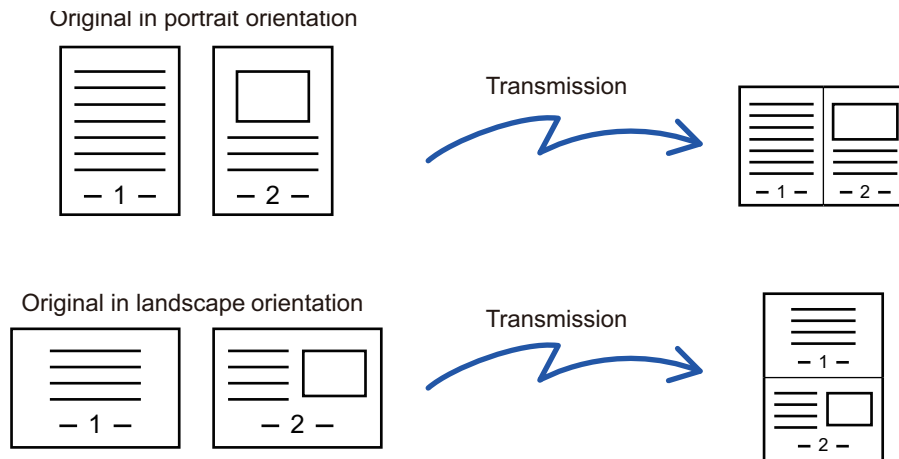 Original in portrait orientation
Transmission
– 1 –
– 2 –
– 1 –
– 2 –
Original in landscape orientation
Transmission
– 1 –
– 2 –
– 1 –
– 2 –